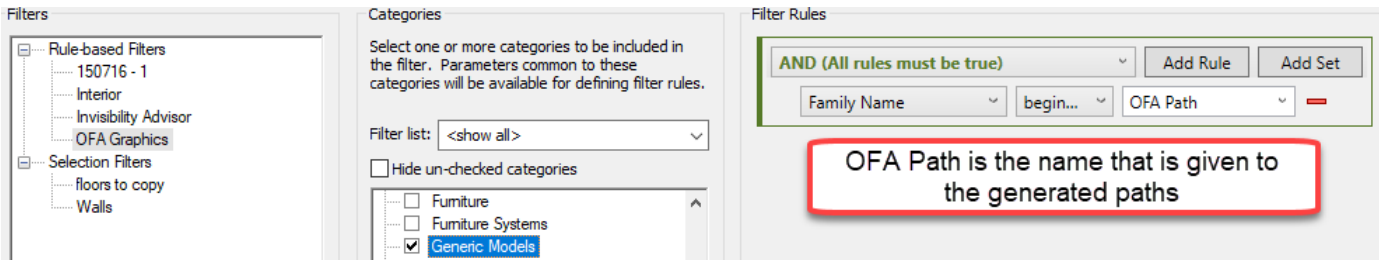 Filters
Rule-based Filters
150716 - 1
Interior
Invisibility Advisor
OFA Graphics
Selection Filters
floors to copy
Walls
Categories
Select one or more categories to be included in
the filter.  Parameters common to these
categories will be available for defining filter rules.
Filter list: <show all>
Hide un-checked categories
Furniture
Furniture Systems
Generic Models
Filter Rules
AND (All rules must be true) Add Rule Add Set
Family Name begin... OFA Path
OFA Path is the name that is given to
the generated paths